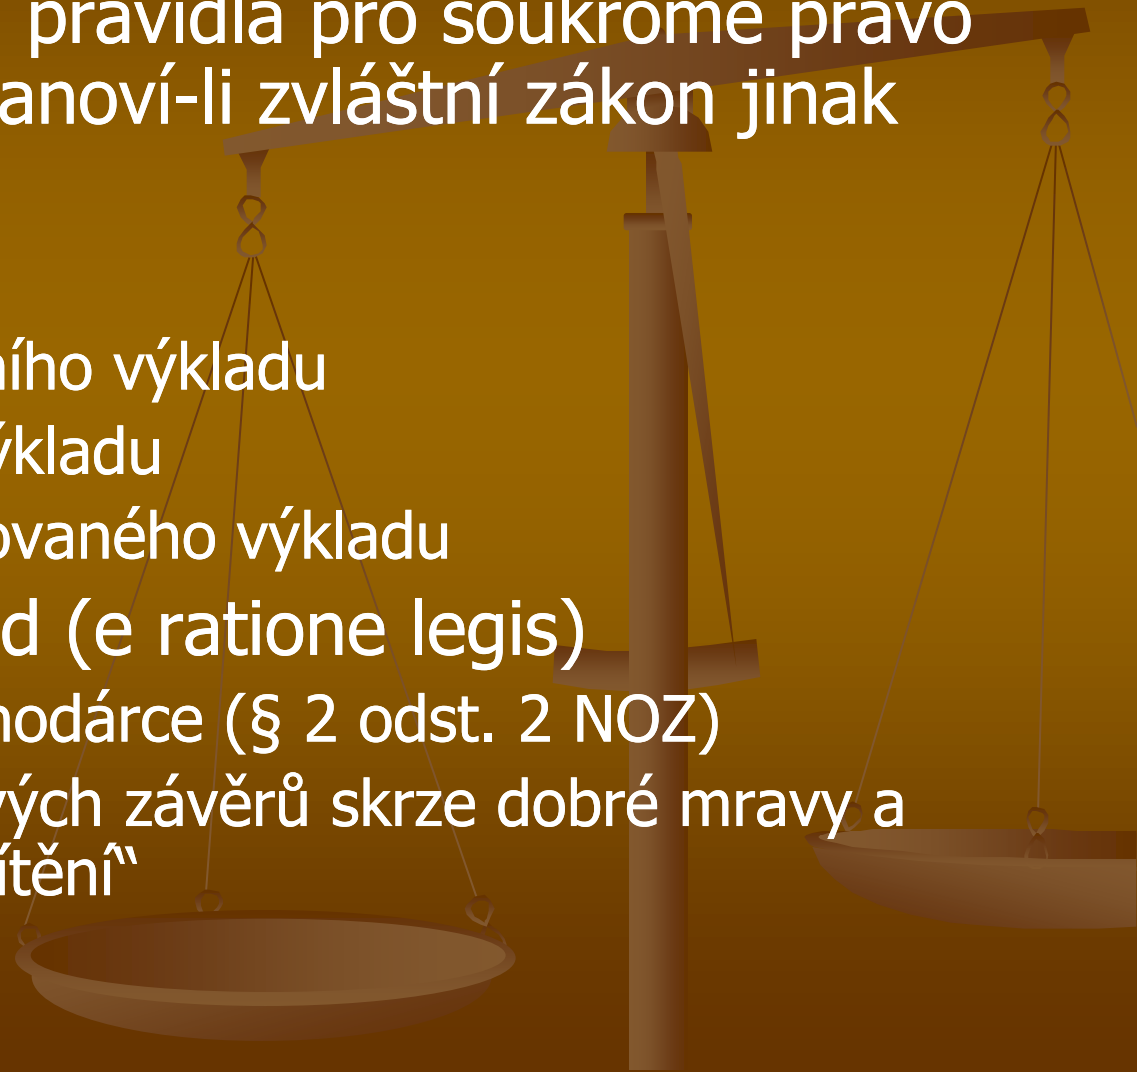 pravidla pro soukromé právo
anoví-li zvláštní zákon jinak
ního výkladu
ýkladu
ovaného výkladu
d (e ratione legis)
nodárce (§ 2 odst. 2 NOZ)
vých závěrů skrze dobré mravy a
ítění“